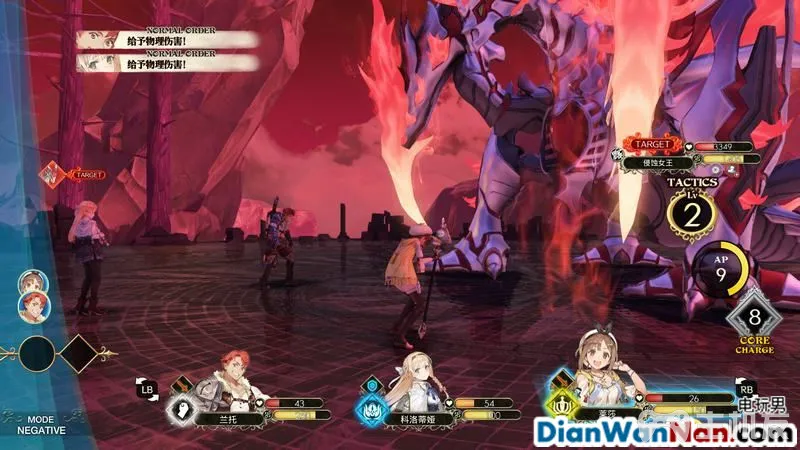 NORMAL ORDER
给予物理伤害!
NORMAL ORDER
给予物理伤害!
TARGET
TARGET
3349
侵蚀女王
TACTICS
Lv
2
AP
9
8
CORE
CHARGE
LB
RB
43
兰托
54
科洛蒂娅
26
莱莎
MODE
NEGATIVE
电玩男
DianWanNan.com